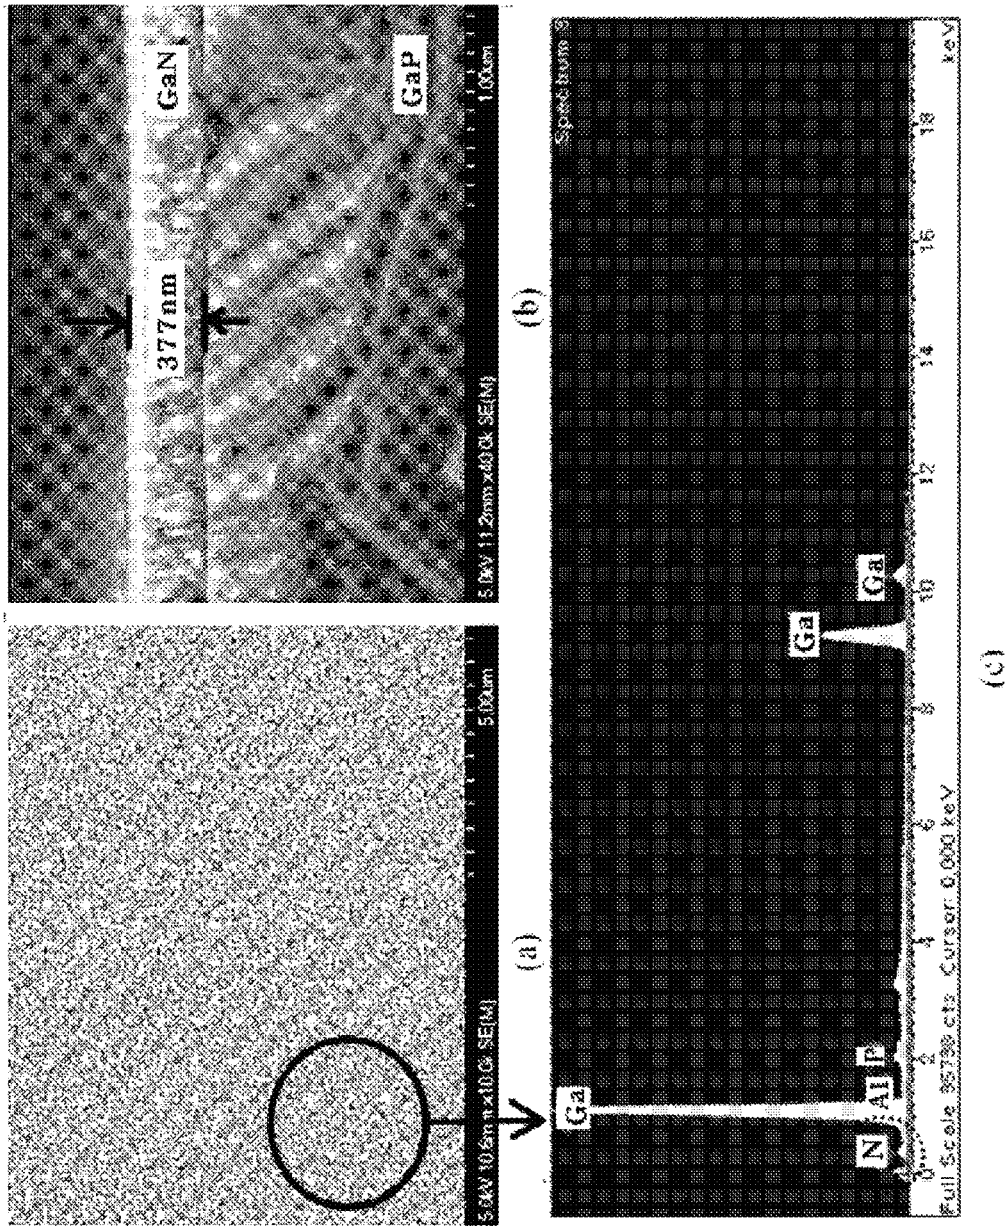 5.0kV 10.6mm x10.0k SE(M) 5.00um
(a)
GaN
377nm
GaP
5.0kV 11.2mm x40.0k SE(M) 1.00um
(b)
Spectrum 3
Ga
N
Al
P
Ga
Ga
0 2 4 6 8 10 12 14 16 18
Full Scale cts Cursor: 0.000 keV keV
(c)